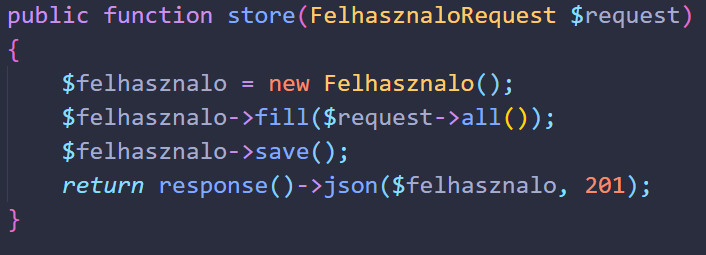 public function store(FelhasznaloRequest $request)
{
    $felhasznalo = new Felhasznalo();
    $felhasznalo->fill($request->all());
    $felhasznalo->save();
    return response()->json($felhasznalo, 201);
}